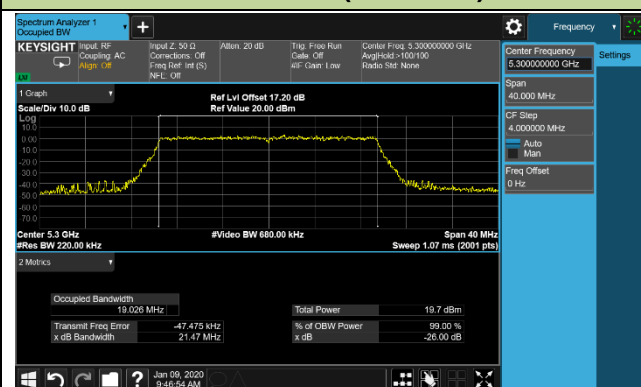 Spectrum Analyzer 1
Occupied BW
Frequency
KEYSIGHT
Input: RF
Coupling: AC
Align: Off
Input Z: 50 Ω
Corrections: Off
Freq Ref: Int (S)
NFE: Off
Atten: 20 dB
Trig: Free Run
Gate: Off
#IF Gain: Low
Center Freq: 5.300000000 GHz
Avg|Hold:>100/100
Radio Std: None
Center Frequency
5.300000000 GHz
Settings
Span
40.000 MHz
CF Step
4.000000 MHz
Auto
Man
Freq Offset
0 Hz
1 Graph
Scale/Div 10.0 dB
Ref Lvl Offset 17.20 dB
Ref Value 20.00 dBm
Log
10.0
0.00
-10.0
-20.0
-30.0
-40.0
-50.0
-60.0
-70.0
Center 5.3 GHz
#Video BW 680.00 kHz
Span 40 MHz
#Res BW 220.00 kHz
Sweep 1.07 ms (2001 pts)
2 Metrics
Occupied Bandwidth
19.026 MHz
Total Power 19.7 dBm
Transmit Freq Error -47.475 kHz
% of OBW Power 99.00 %
x dB Bandwidth 21.47 MHz
x dB -26.00 dB
?
Jan 09, 2020
9:46:54 AM